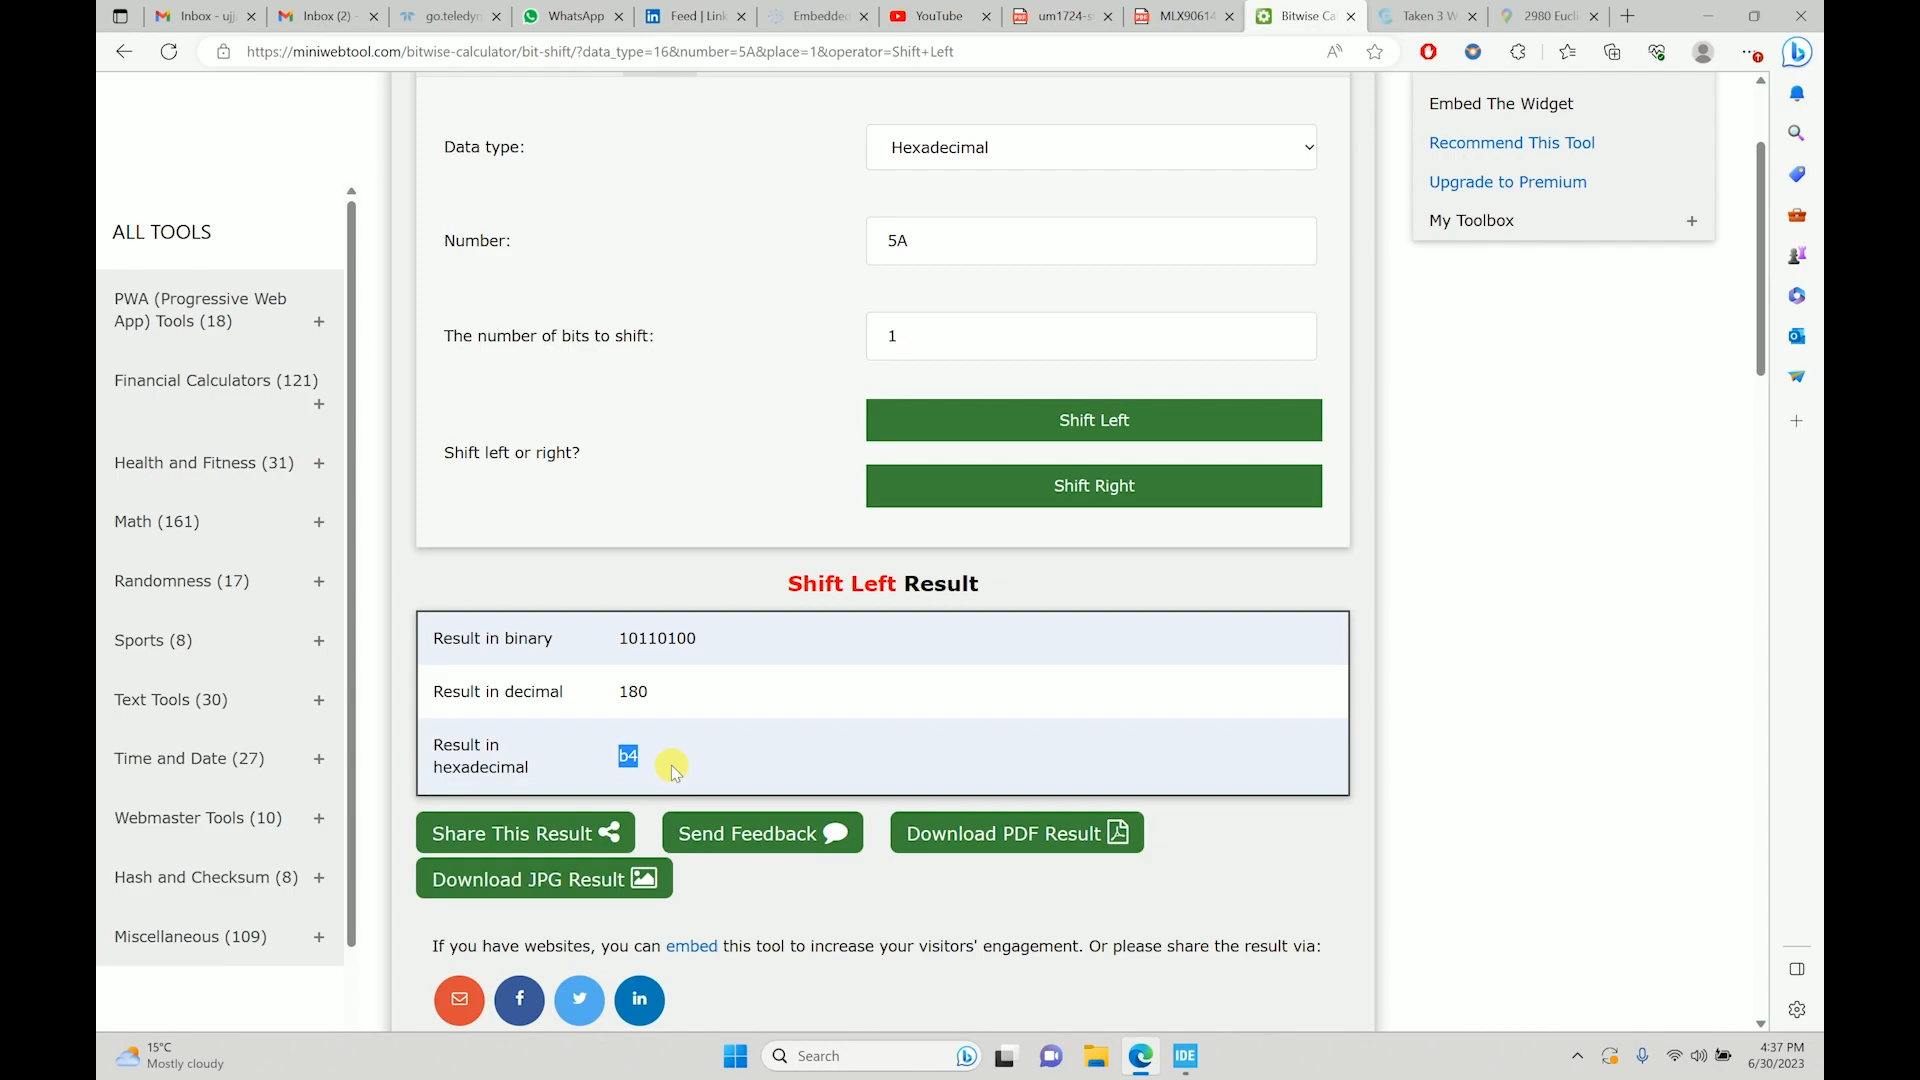 Inbox - ujj
Inbox (2) -
go.teledyn
WhatsApp
Feed | Link
Embedded
YouTube
um1724-s
MLX90614
Bitwise Ca
Taken 3 W
2980 Eucli
https://miniwebtool.com/bitwise-calculator/bit-shift/?data_type=16&number=5A&place=1&operator=Shift+Left
Embed The Widget
Recommend This Tool
Upgrade to Premium
My Toolbox +
ALL TOOLS
PWA (Progressive Web
App) Tools (18) +
Financial Calculators (121)
+
Health and Fitness (31) +
Math (161) +
Randomness (17) +
Sports (8) +
Text Tools (30) +
Time and Date (27) +
Webmaster Tools (10) +
Hash and Checksum (8) +
Miscellaneous (109) +
Data type: Hexadecimal
Number: 5A
The number of bits to shift: 1
Shift left or right?
Shift Left
Shift Right
Shift Left Result
Result in binary 10110100
Result in decimal 180
Result in
hexadecimal b4
Share This Result
Send Feedback
Download PDF Result
Download JPG Result
If you have websites, you can embed this tool to increase your visitors' engagement. Or please share the result via:
15°C
Mostly cloudy
Search
IDE
4:37 PM
6/30/2023